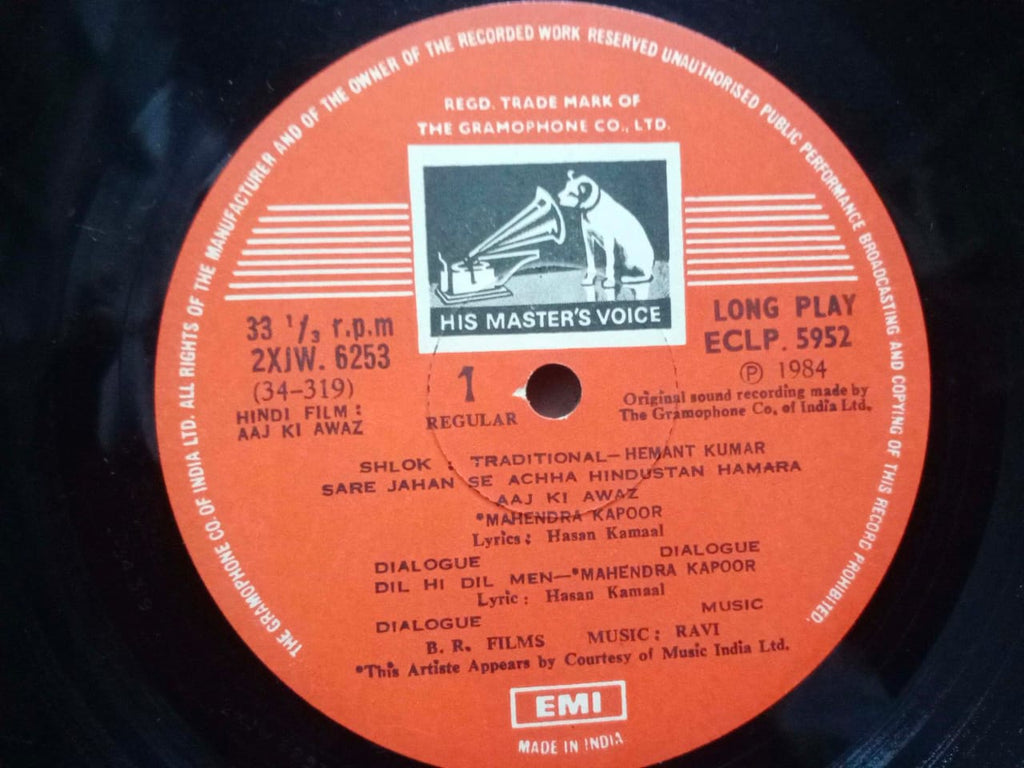 THE GRAMOPHONE CO. OF INDIA LTD. ALL RIGHTS OF THE MANUFACTURER AND OF THE OWNER OF THE RECORDED WORK RESERVED UNAUTHORISED PUBLIC PERFORMANCE BROADCASTING AND COPYING OF THIS RECORD PROHIBITED.
REGD. TRADE MARK OF
THE GRAMOPHONE CO., LTD.
HIS MASTER'S VOICE
33 1/3 r.p.m
2XJW. 6253
(34-319)
HINDI FILM :
AAJ KI AWAZ
1
REGULAR
LONG PLAY
ECLP. 5952
Ⓟ 1984
Original sound recording made by
The Gramophone Co. of India Ltd.
SHLOK : TRADITIONAL—HEMANT KUMAR
SARE JAHAN SE ACHHA HINDUSTAN HAMARA
AAJ KI AWAZ
*MAHENDRA KAPOOR
Lyrics : Hasan Kamaal
DIALOGUE DIALOGUE
DIL HI DIL MEN—*MAHENDRA KAPOOR
Lyric : Hasan Kamaal
DIALOGUE MUSIC
B. R. FILMS MUSIC : RAVI
*This Artiste Appears by Courtesy of Music India Ltd.
EMI
MADE IN INDIA